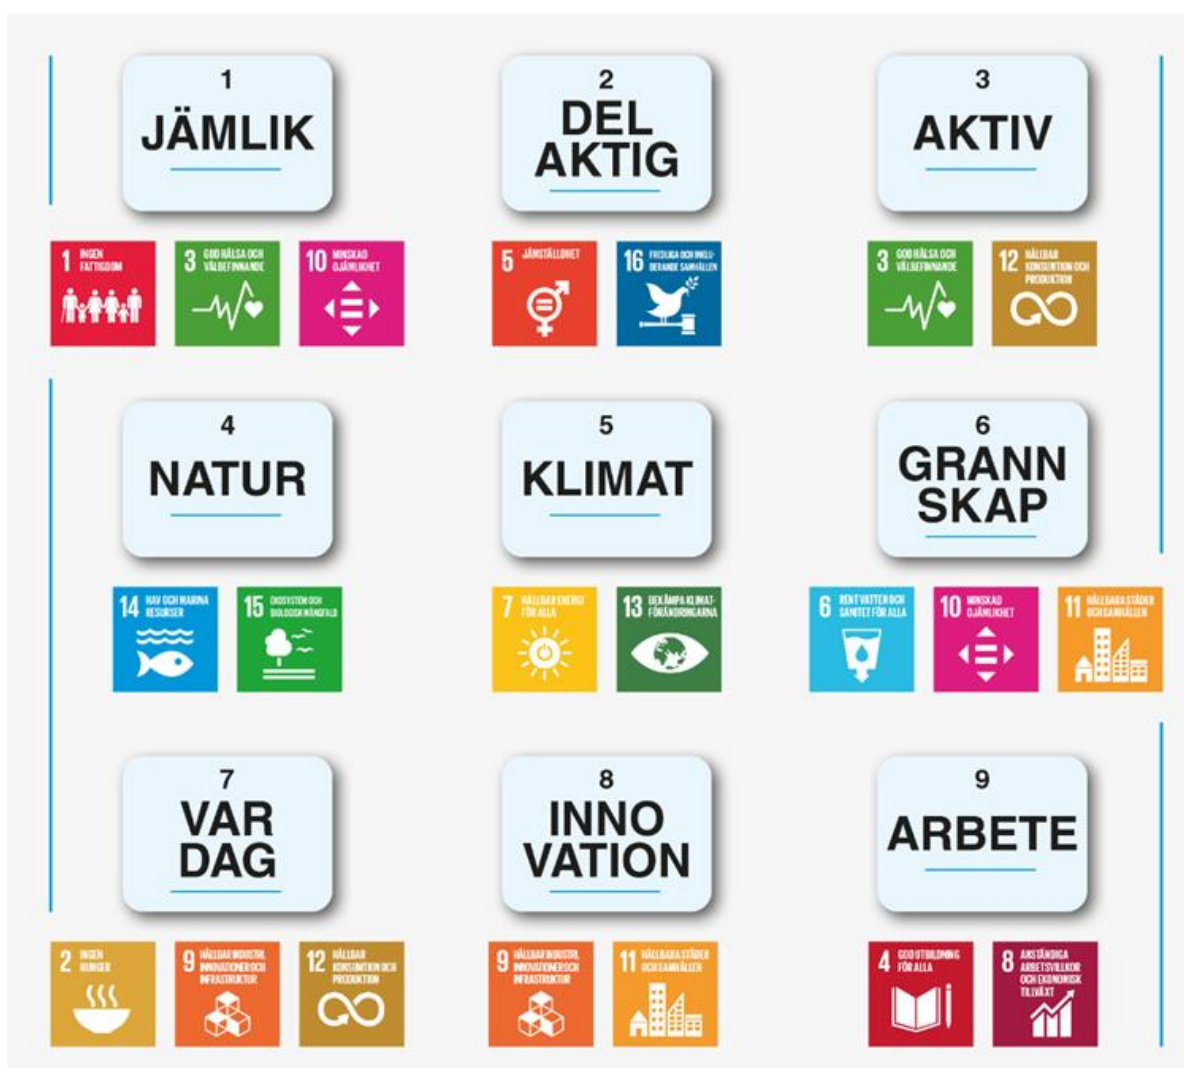 1
JÄMLIK
2
DEL
AKTIG
3
AKTIV
1 INGEN
FATTIGDOM
3 GOD HÄLSA OCH
VÄLBEFINNANDE
10 MINSKAD
OJÄMLIKHET
5 JÄMSTÄLLDHET
16 FREDLIGA OCH INKLU-
DERANDE SAMHÄLLEN
3 GOD HÄLSA OCH
VÄLBEFINNANDE
12 HÅLLBAR
KONSUMTION OCH
PRODUKTION
4
NATUR
5
KLIMAT
6
GRANN
SKAP
14 HAV OCH MARINA
RESURSER
15 EKOSYSTEM OCH
BIOLOGISK MÅNGFALD
7 HÅLLBAR ENERGI
FÖR ALLA
13 BEKÄMPA KLIMAT-
FÖRÄNDRINGARNA
6 RENT VATTEN OCH
SANITET FÖR ALLA
10 MINSKAD
OJÄMLIKHET
11 HÅLLBARA STÄDER
OCH SAMHÄLLEN
7
VAR
DAG
8
INNO
VATION
9
ARBETE
2 INGEN
HUNGER
9 HÅLLBAR INDUSTRI,
INNOVATIONER OCH
INFRASTRUKTUR
12 HÅLLBAR
KONSUMTION OCH
PRODUKTION
9 HÅLLBAR INDUSTRI,
INNOVATIONER OCH
INFRASTRUKTUR
11 HÅLLBARA STÄDER
OCH SAMHÄLLEN
4 GOD UTBILDNING
FÖR ALLA
8 ANSTÄNDIGA
ARBETSVILLKOR
OCH EKONOMISK
TILLVÄXT